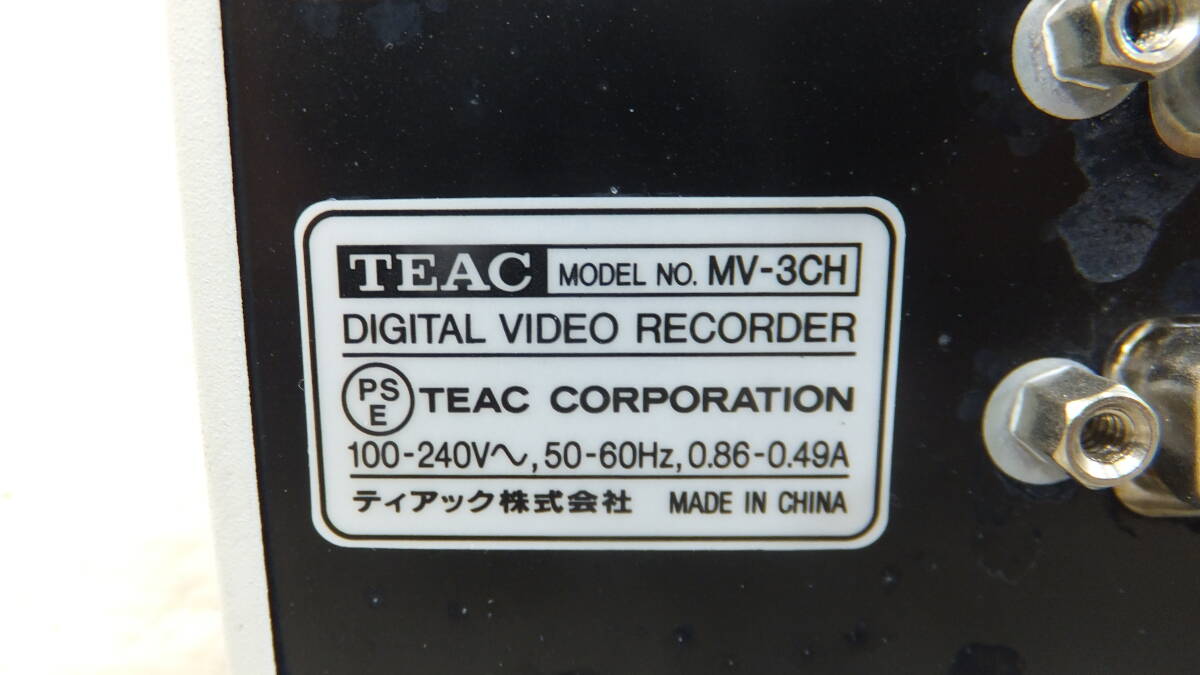 TEAC MODEL NO. MV-3CH
DIGITAL VIDEO RECORDER
PS
E
TEAC CORPORATION
100-240V～, 50-60Hz, 0.86-0.49A
ティアック株式会社 MADE IN CHINA